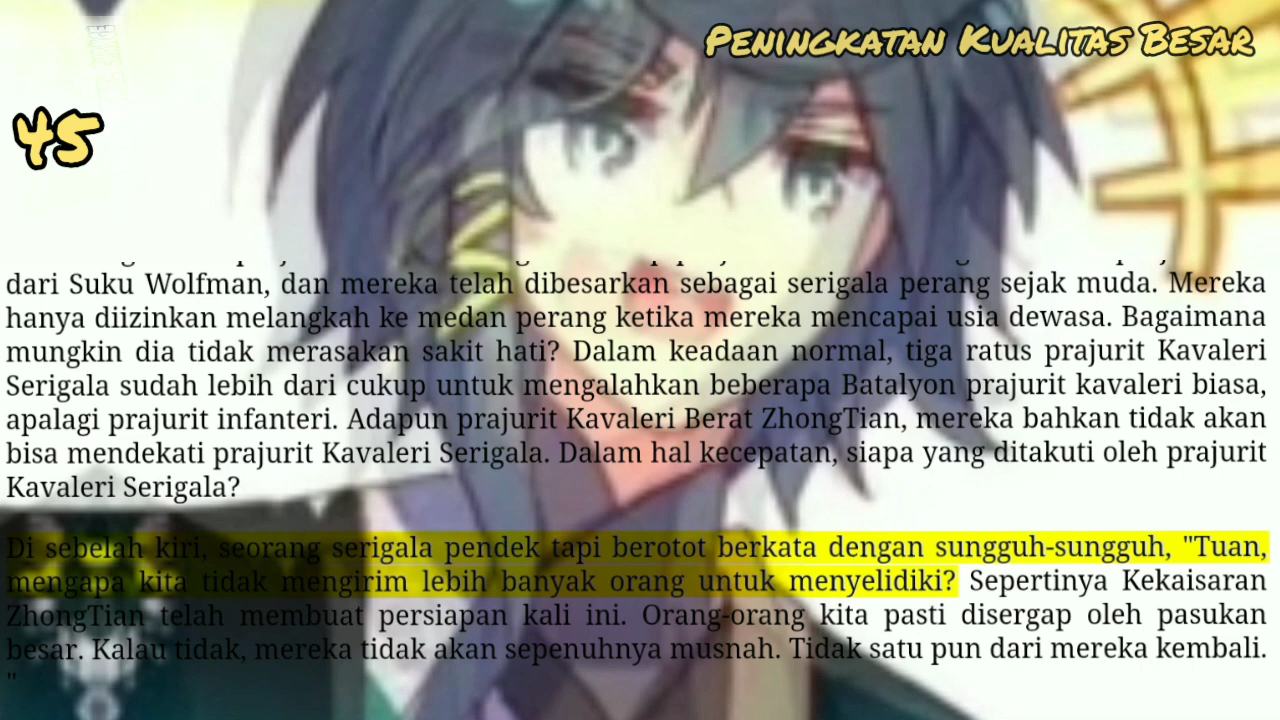 Peningkatan Kualitas Besar
45
dari Suku Wolfman, dan mereka telah dibesarkan sebagai serigala perang sejak muda. Mereka
hanya diizinkan melangkah ke medan perang ketika mereka mencapai usia dewasa. Bagaimana
mungkin dia tidak merasakan sakit hati? Dalam keadaan normal, tiga ratus prajurit Kavaleri
Serigala sudah lebih dari cukup untuk mengalahkan beberapa Batalyon prajurit kavaleri biasa,
apalagi prajurit infanteri. Adapun prajurit Kavaleri Berat ZhongTian, mereka bahkan tidak akan
bisa mendekati prajurit Kavaleri Serigala. Dalam hal kecepatan, siapa yang ditakuti oleh prajurit
Kavaleri Serigala?
Di sebelah kiri, seorang serigala pendek tapi berotot berkata dengan sungguh-sungguh, "Tuan,
mengapa kita tidak mengirim lebih banyak orang untuk menyelidiki? Sepertinya Kekaisaran
ZhongTian telah membuat persiapan kali ini. Orang-orang kita pasti disergap oleh pasukan
besar. Kalau tidak, mereka tidak akan sepenuhnya musnah. Tidak satu pun dari mereka kembali.
"